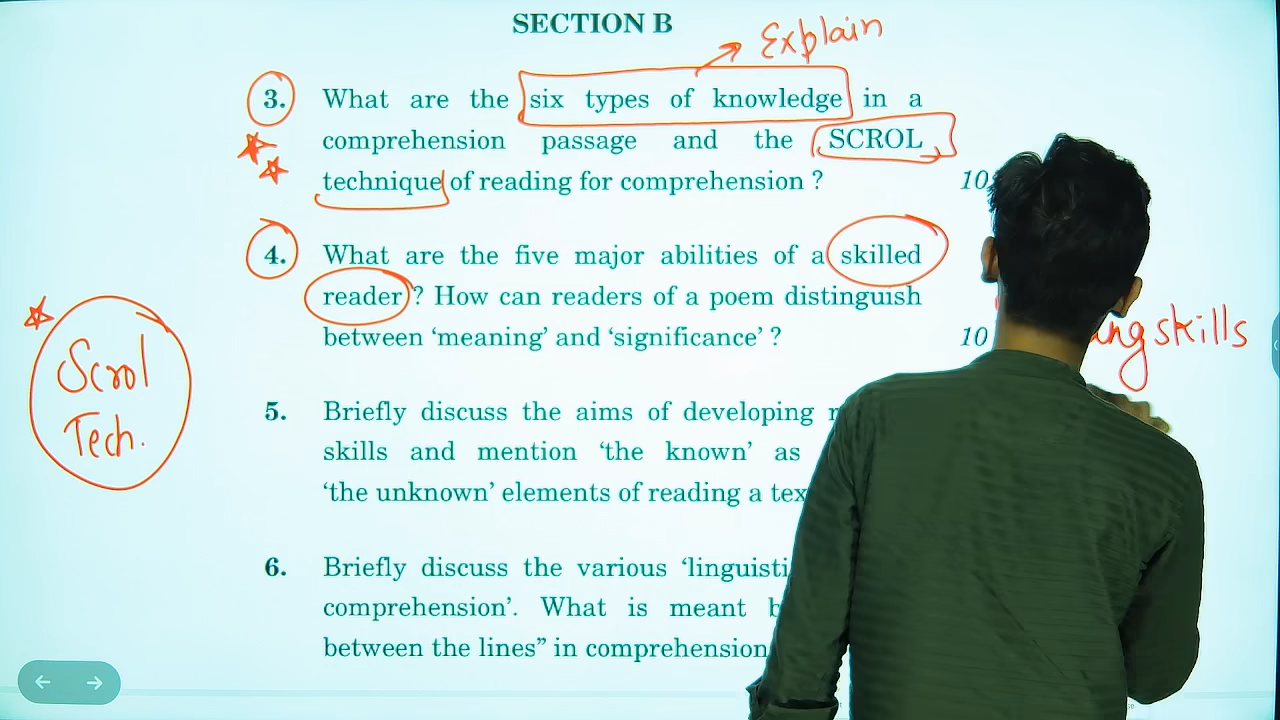 SECTION B
Explain
3. What are the six types of knowledge in a
comprehension passage and the SCROL
technique of reading for comprehension ? 10
4. What are the five major abilities of a skilled
reader ? How can readers of a poem distinguish
between ‘meaning’ and ‘significance’ ? 10
skills
Scrol
Tech.
5. Briefly discuss the aims of developing
skills and mention ‘the known’ as
‘the unknown’ elements of reading a
6. Briefly discuss the various
comprehension’. What is meant
between the lines” in comprehension